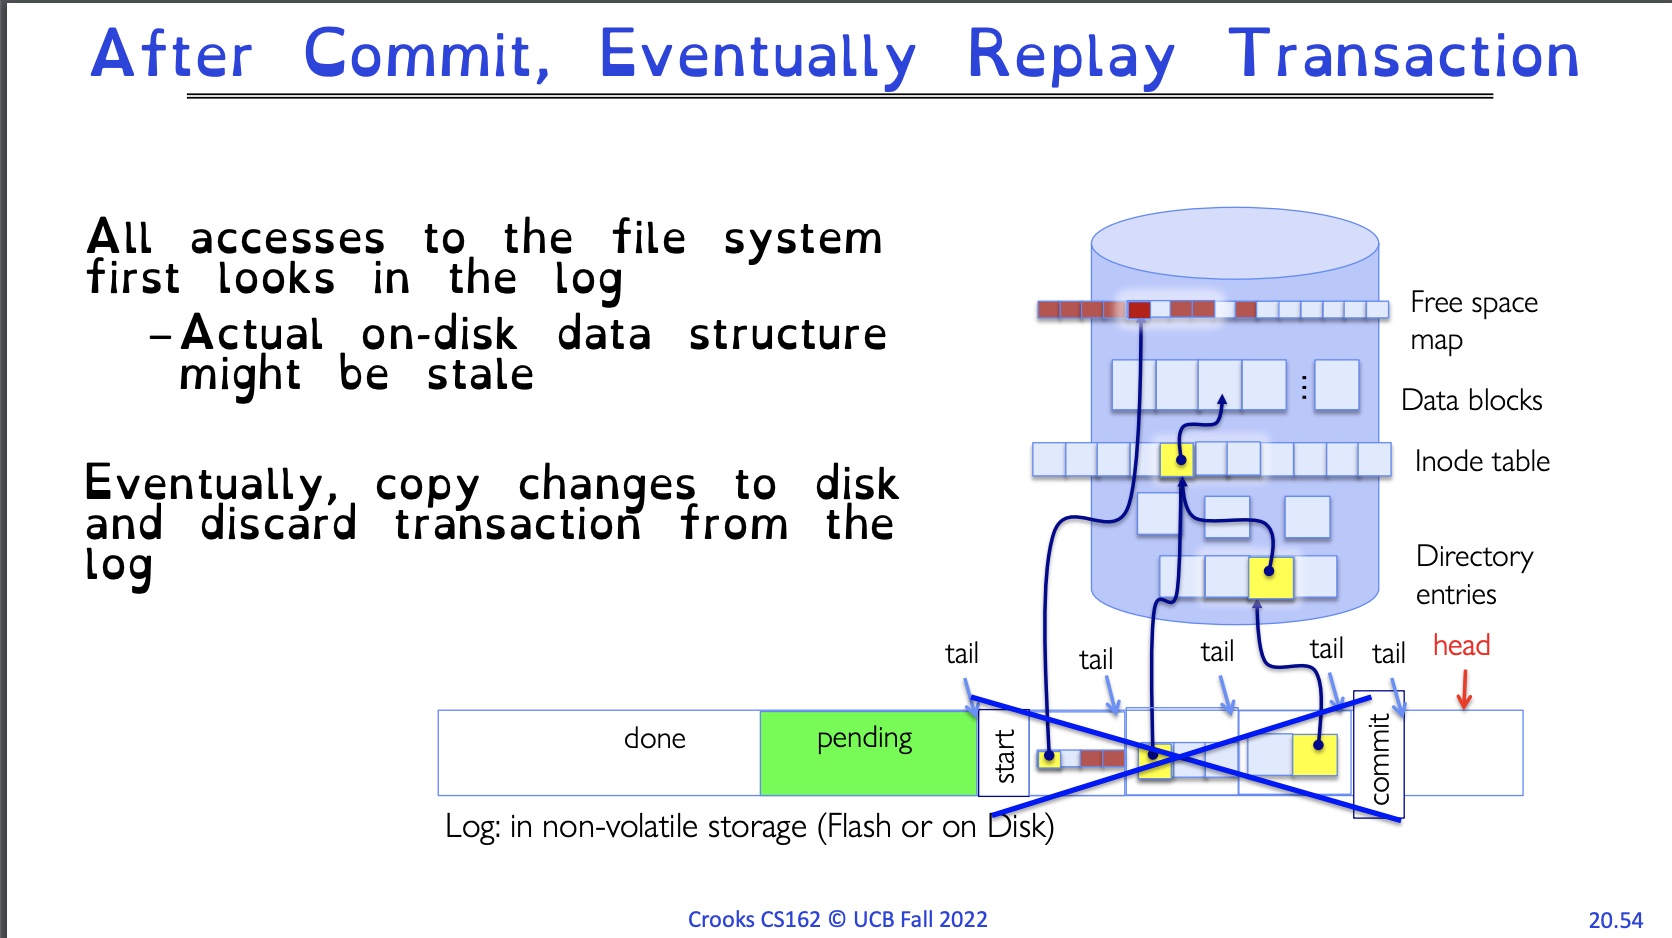 After Commit, Eventually Replay Transaction
All accesses to the file system
first looks in the log
–Actual on-disk data structure
might be stale
Eventually, copy changes to disk
and discard transaction from the
log
Free space
map
Data blocks
Inode table
Directory
entries
tail
tail
tail
tail
tail
head
done
pending
start
commit
Log: in non-volatile storage (Flash or on Disk)
Crooks CS162 © UCB Fall 2022
20.54